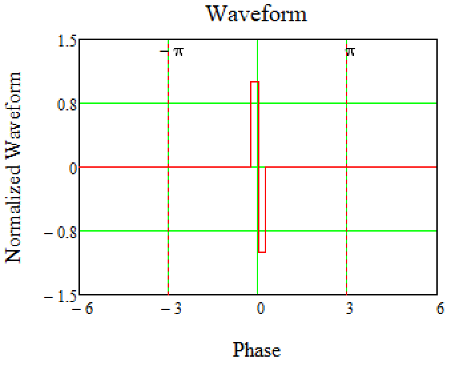 Waveform
1.5
− π
π
0.8
Normalized Waveform
0
− 0.8
− 1.5
− 6
− 3
0
3
6
Phase